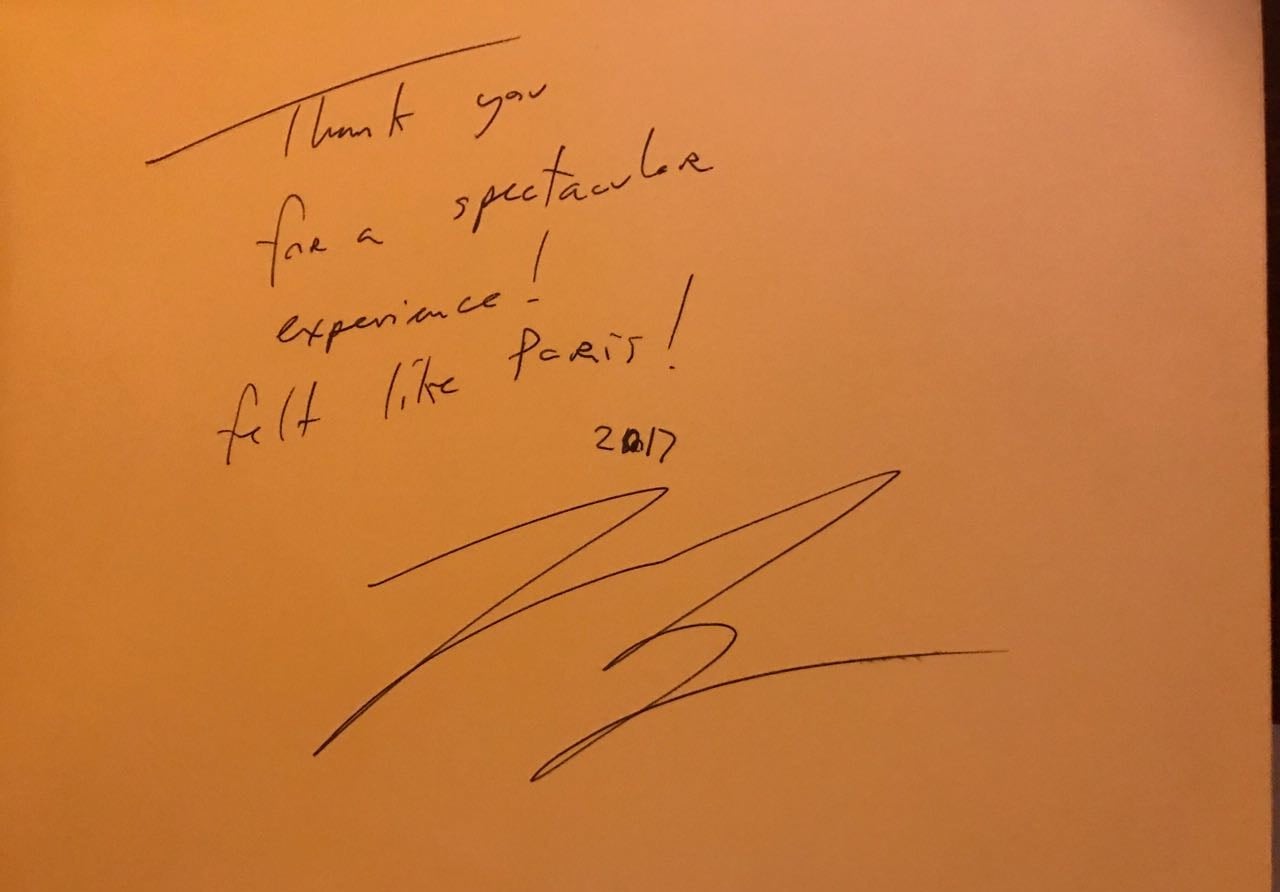 Thank you
for a spectacular
experience!
felt like Paris!
2017